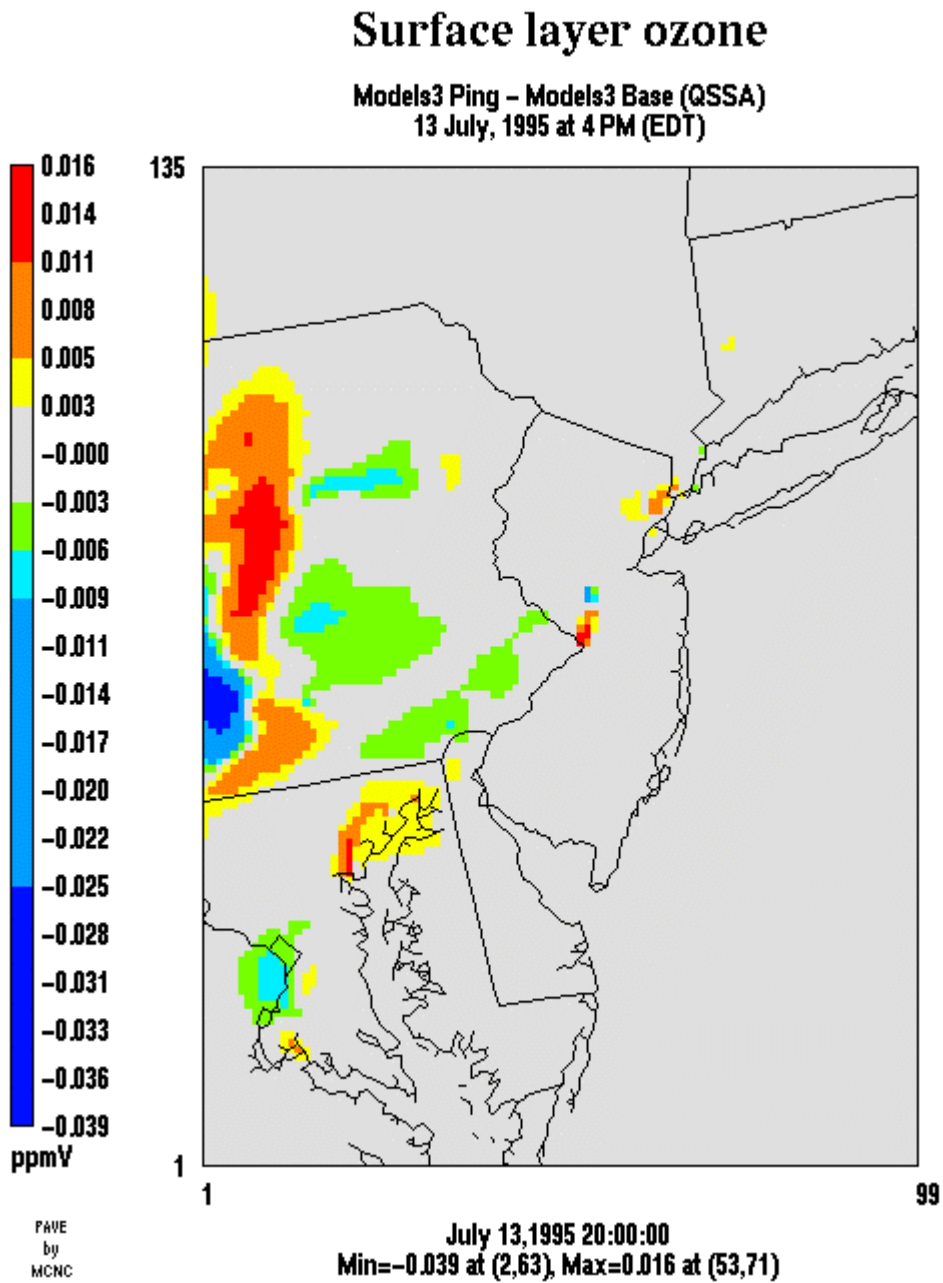 Surface layer ozone
Models3 Ping – Models3 Base (QSSA)
13 July, 1995 at 4 PM (EDT)
0.016
0.014
0.011
0.008
0.005
0.003
−0.000
−0.003
−0.006
−0.009
−0.011
−0.014
−0.017
−0.020
−0.022
−0.025
−0.028
−0.031
−0.033
−0.036
−0.039
ppmV
135
1
1
99
PAVE
by
MCNC
July 13,1995 20:00:00
Min=−0.039 at (2,63), Max=0.016 at (53,71)